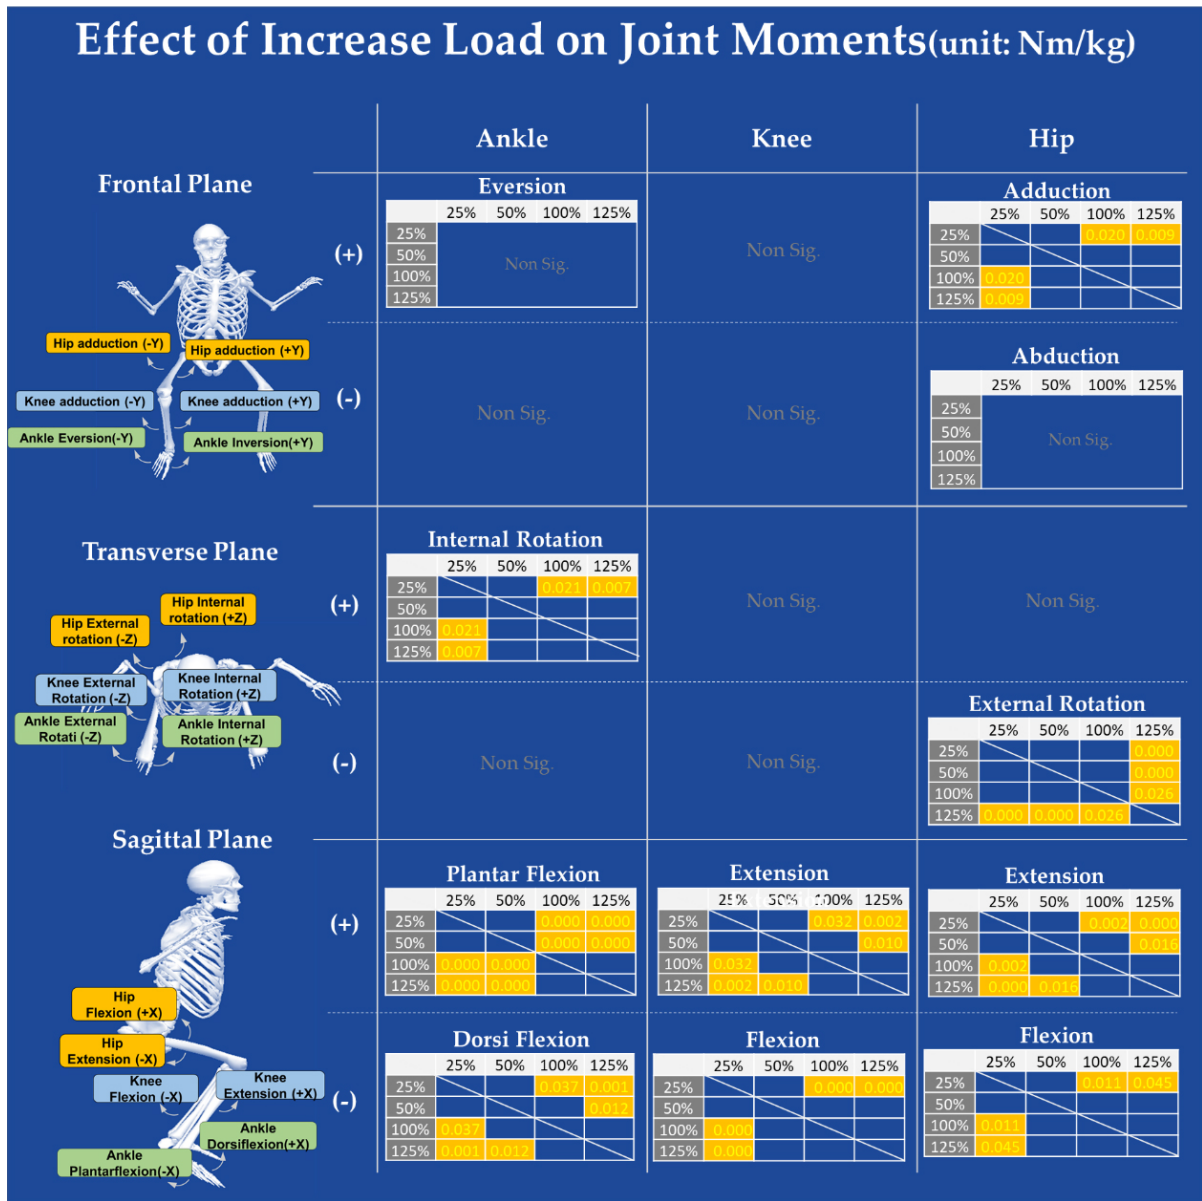 Effect of Increase Load on Joint Moments(unit: Nm/kg)
Ankle Knee Hip
Frontal Plane
(+)
Eversion
25% 50% 100% 125%
25%
50%
100%
125%
Non Sig.
Non Sig.
Adduction
25% 50% 100% 125%
25% 0.020 0.009
50%
100% 0.020
125% 0.009
Hip adduction (-Y)
Hip adduction (+Y)
Knee adduction (-Y)
Knee adduction (+Y)
Ankle Eversion(-Y)
Ankle Inversion(+Y)
(-)
Non Sig.
Non Sig.
Abduction
25% 50% 100% 125%
25%
50%
100%
125%
Non Sig.
Transverse Plane
Hip Internal
rotation (+Z)
Hip External
rotation (-Z)
Knee External
Rotation (-Z)
Knee Internal
Rotation (+Z)
Ankle External
Rotati (-Z)
Ankle Internal
Rotation (+Z)
(+)
Internal Rotation
25% 50% 100% 125%
25% 0.021 0.007
50%
100% 0.021
125% 0.007
Non Sig.
Non Sig.
(-)
Non Sig.
Non Sig.
External Rotation
25% 50% 100% 125%
25% 0.000
50% 0.000
100% 0.026
125% 0.000 0.000 0.026
Sagittal Plane
Hip
Flexion (+X)
Hip
Extension (-X)
Knee
Flexion (-X)
Knee
Extension (+X)
Ankle
Dorsiflexion(+X)
Ankle
Plantarflexion(-X)
(+)
Plantar Flexion
25% 50% 100% 125%
25% 0.000 0.000
50% 0.000 0.000
100% 0.000 0.000
125% 0.000 0.000
Extension
25% 50% 100% 125%
25% 0.032 0.002
50% 0.010
100% 0.032
125% 0.002 0.010
Extension
25% 50% 100% 125%
25% 0.002 0.000
50% 0.016
100% 0.002
125% 0.000 0.016
(-)
Dorsi Flexion
25% 50% 100% 125%
25% 0.037 0.001
50% 0.012
100% 0.037
125% 0.001 0.012
Flexion
25% 50% 100% 125%
25% 0.000 0.000
50%
100% 0.000
125% 0.000
Flexion
25% 50% 100% 125%
25% 0.011 0.045
50%
100% 0.011
125% 0.045